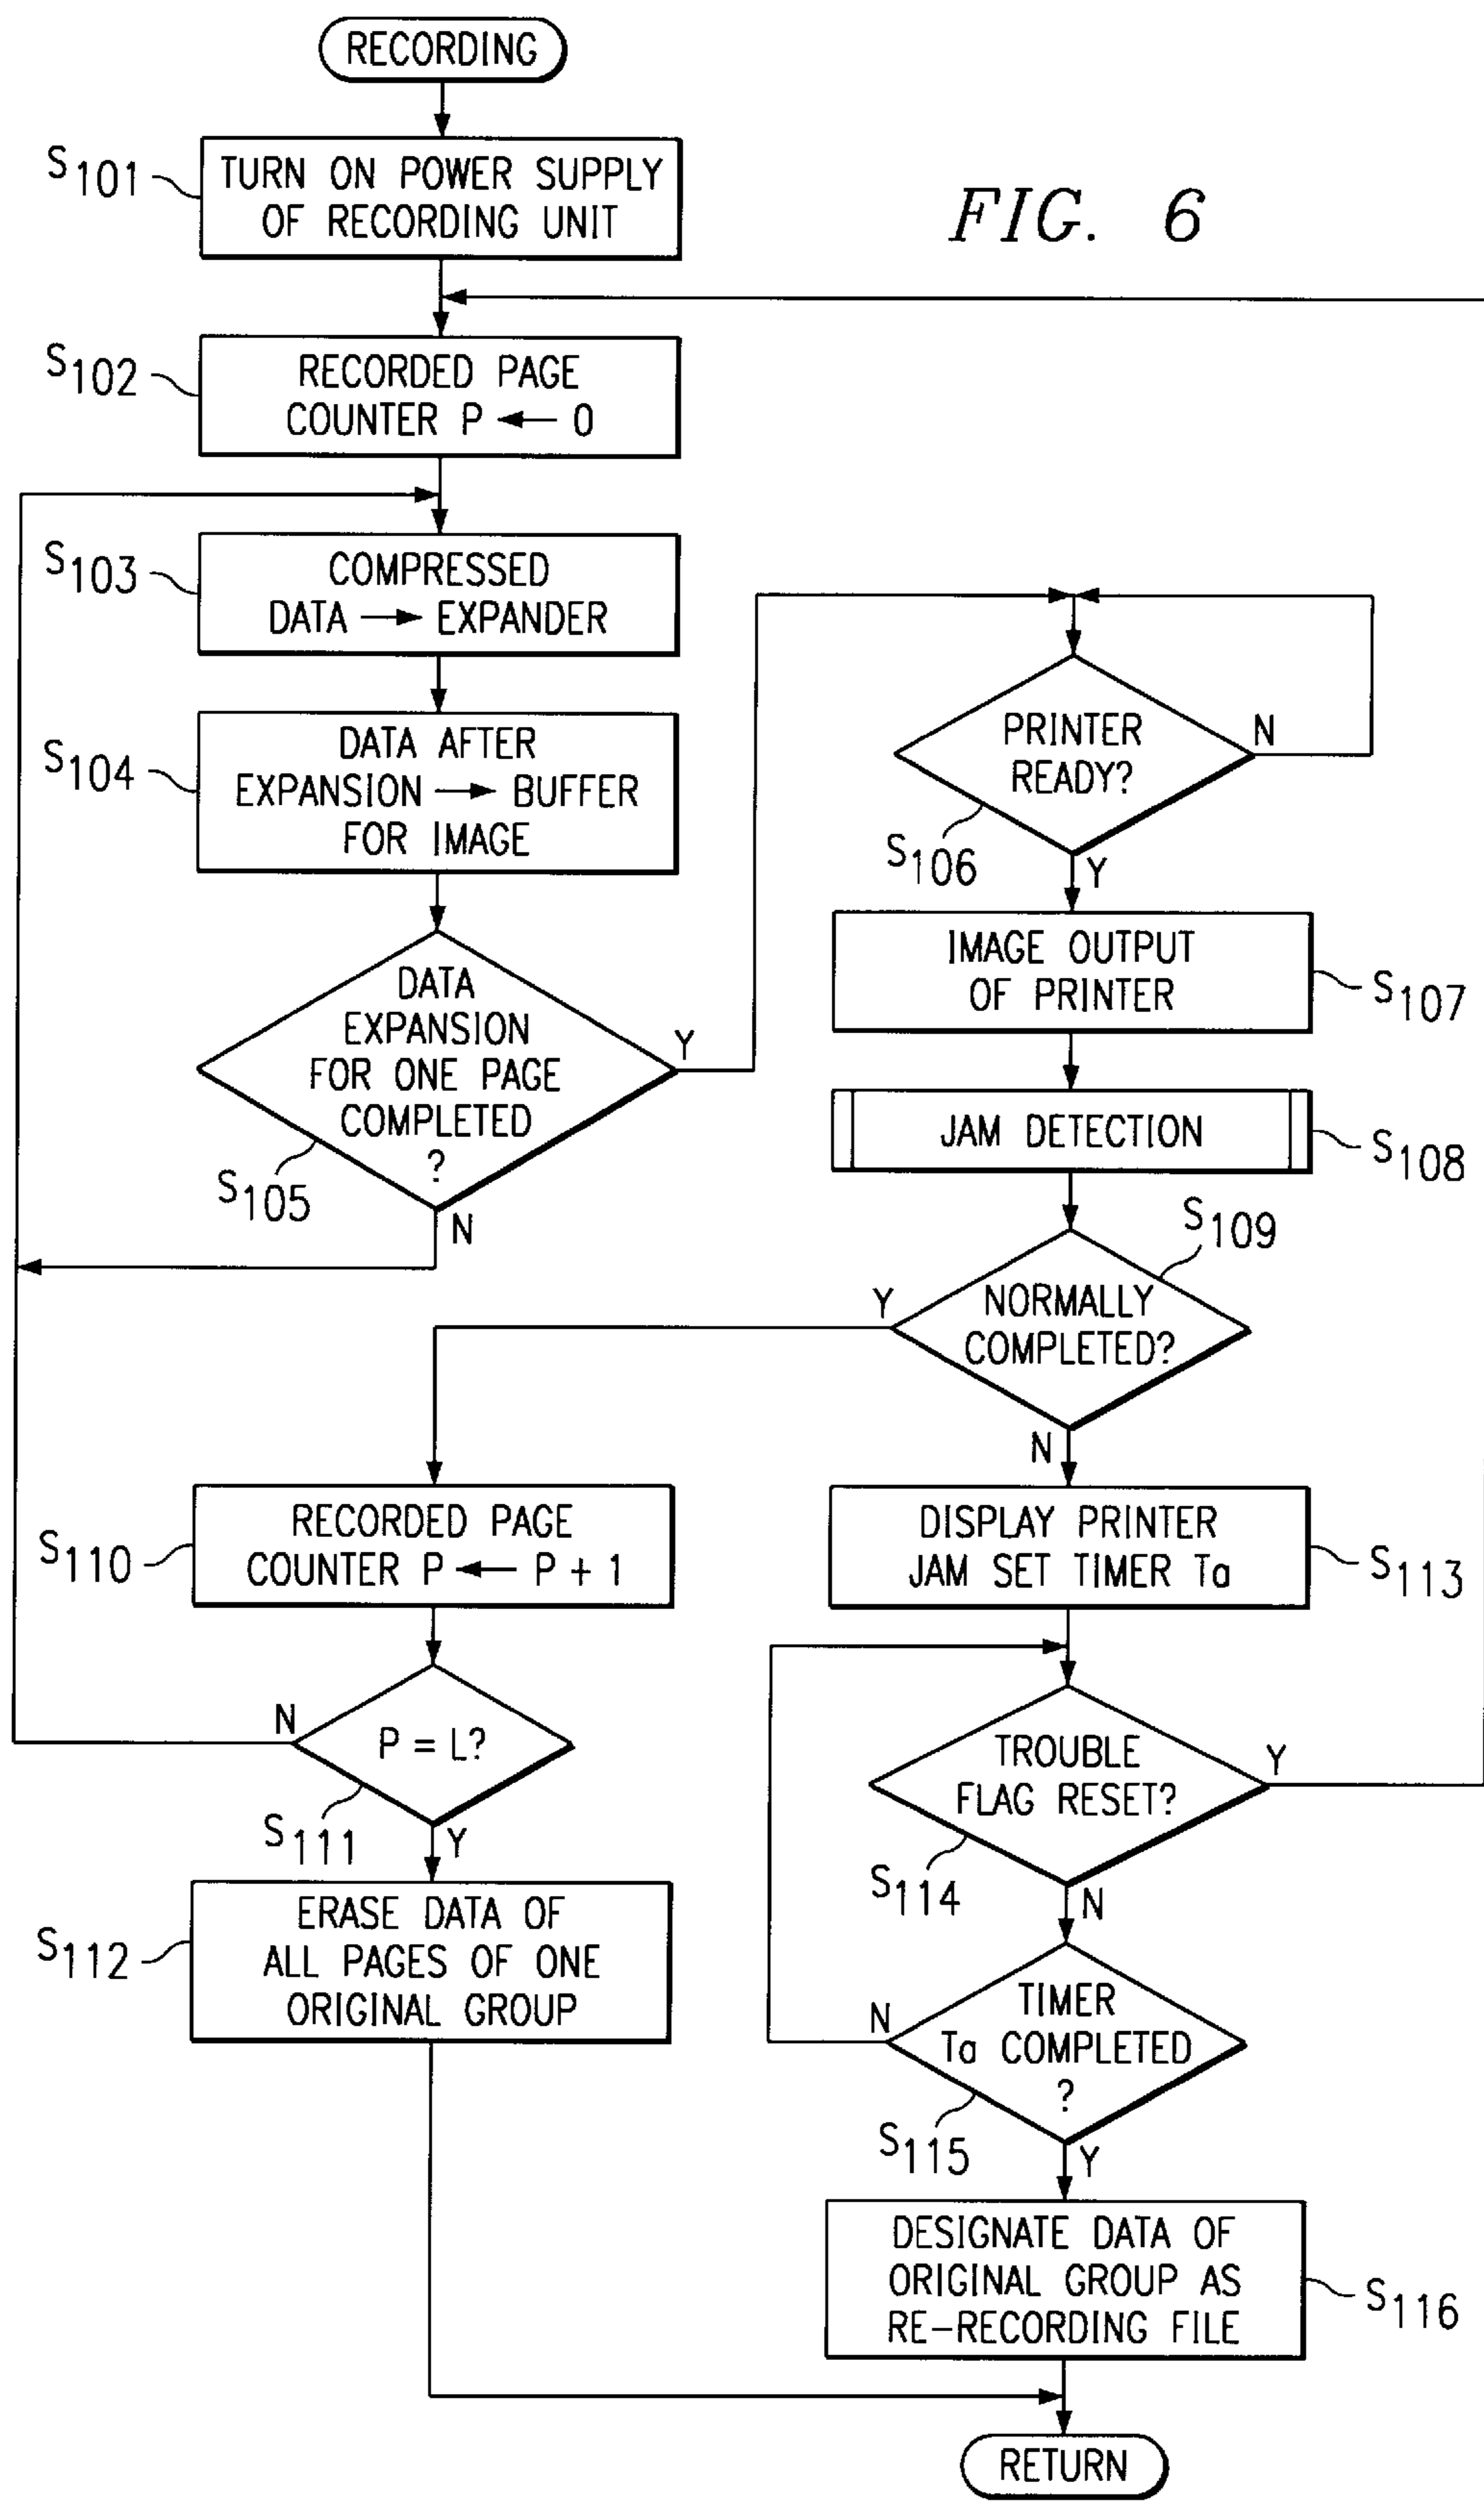 RECORDING
S101
TURN ON POWER SUPPLY
OF RECORDING UNIT
FIG. 6
S102
RECORDED PAGE
COUNTER P ← 0
S103
COMPRESSED
DATA → EXPANDER
S104
DATA AFTER
EXPANSION → BUFFER
FOR IMAGE
DATA
EXPANSION
FOR ONE PAGE
COMPLETED
?
Y
S105
N
PRINTER
READY?
N
S106
Y
IMAGE OUTPUT
OF PRINTER
S107
JAM DETECTION
S108
S109
NORMALLY
COMPLETED?
Y
N
S110
RECORDED PAGE
COUNTER P ← P + 1
N
P = L?
S111
Y
S112
ERASE DATA OF
ALL PAGES OF ONE
ORIGINAL GROUP
DISPLAY PRINTER
JAM SET TIMER Ta
S113
TROUBLE
FLAG RESET?
Y
S114
N
TIMER
Ta COMPLETED
?
N
S115
Y
DESIGNATE DATA OF
ORIGINAL GROUP AS
RE-RECORDING FILE
S116
RETURN